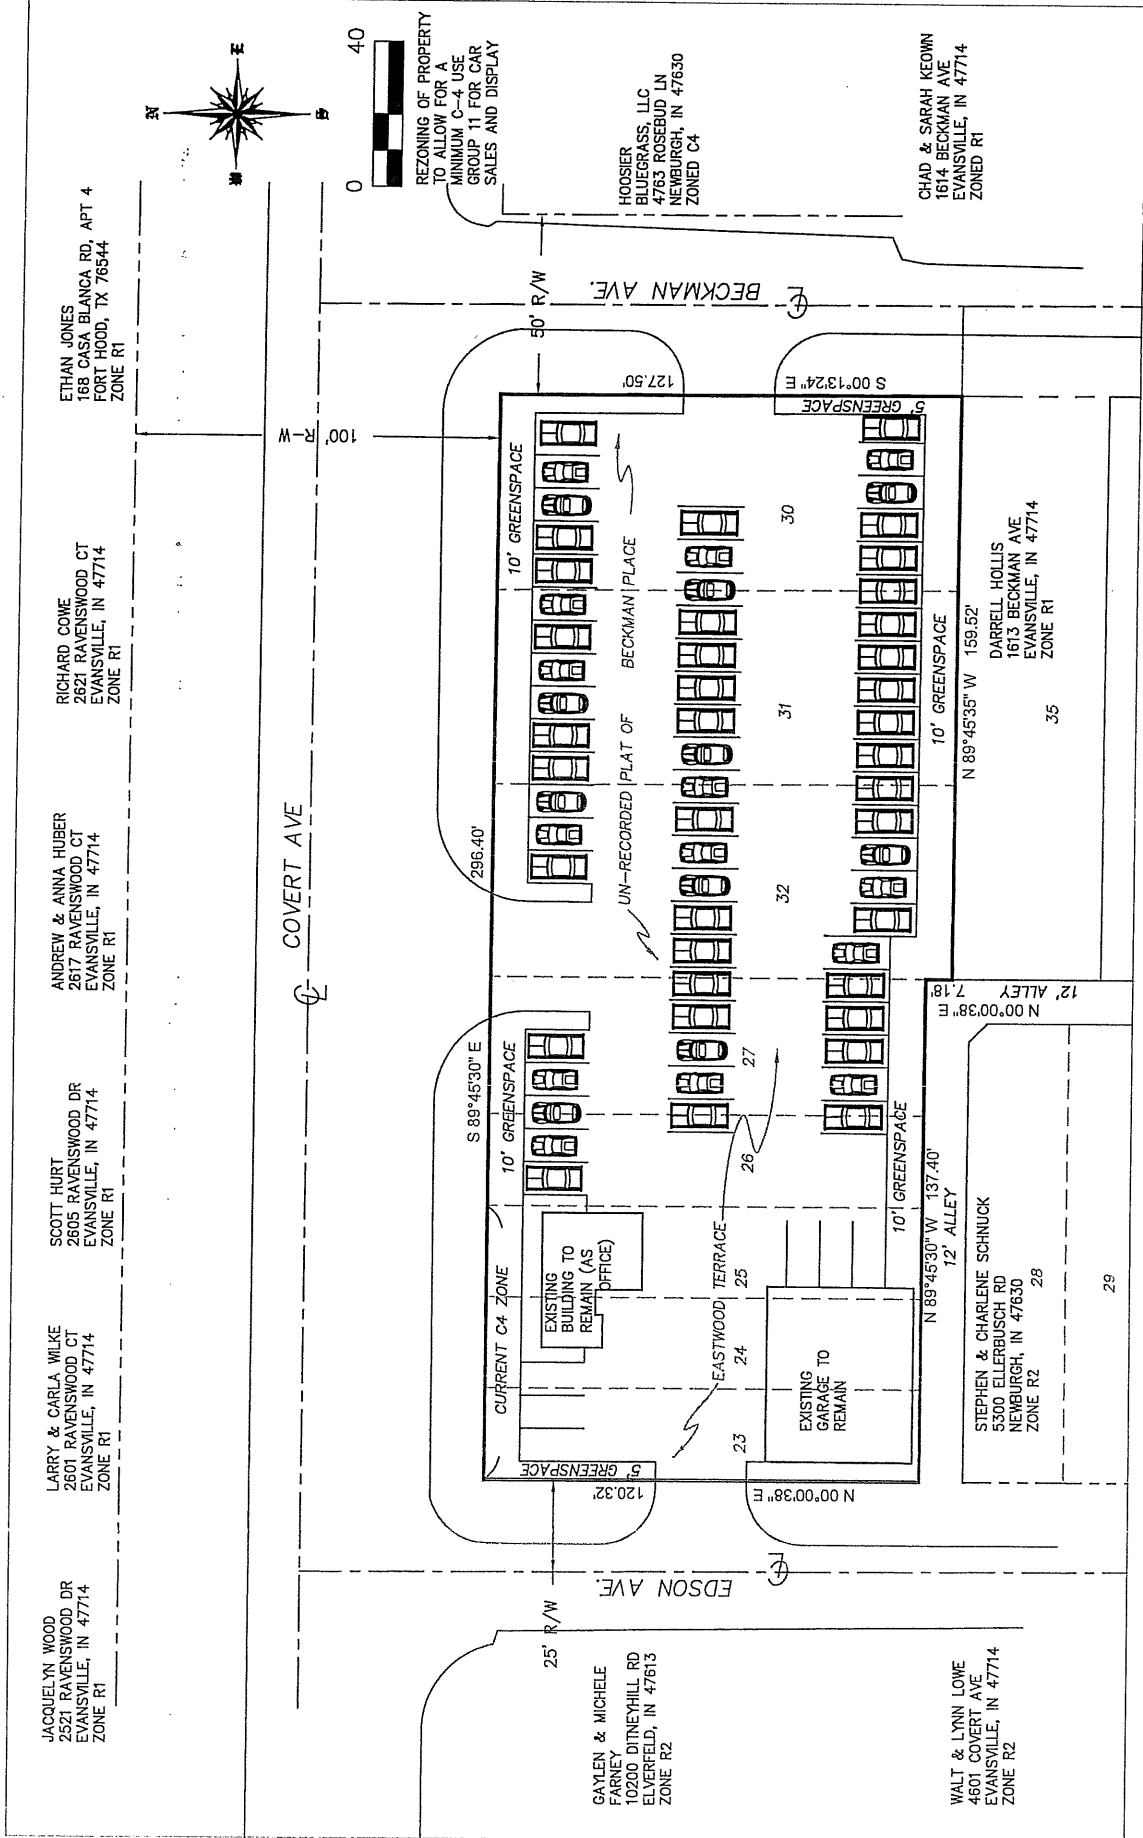 JACQUELYN WOOD
2521 RAVENSWOOD DR
EVANSVILLE, IN 47714
ZONE R1
LARRY & CARLA WILKE
2601 RAVENSWOOD CT
EVANSVILLE, IN 47714
ZONE R1
SCOTT HURT
2605 RAVENSWOOD DR
EVANSVILLE, IN 47714
ZONE R1
ANDREW & ANNA HUBER
2617 RAVENSWOOD CT
EVANSVILLE, IN 47714
ZONE R1
RICHARD COWE
2621 RAVENSWOOD CT
EVANSVILLE, IN 47714
ZONE R1
ETHAN JONES
168 CASA BLANCA RD, APT 4
FORT HOOD, TX 76544
ZONE R1
N
E
S
W
0
40
REZONING OF PROPERTY
TO ALLOW FOR A
MINIMUM C-4 USE
GROUP 11 FOR CAR
SALES AND DISPLAY
COVERT AVE
CL
100' R-W
S 89°45'30" E
296.40'
CURRENT C4 ZONE
10' GREENSPACE
10' GREENSPACE
25' R/W
50' R/W
5' GREENSPACE
120.32'
N 00°00'38" E
127.50'
S 00°13'24" E
5' GREENSPACE
EXISTING
BUILDING TO
REMAIN (AS
OFFICE)
UN-RECORDED PLAT OF
BECKMAN PLACE
EASTWOOD TERRACE
23
24
25
26
27
32
31
30
EXISTING
GARAGE TO
REMAIN
10' GREENSPACE
10' GREENSPACE
N 89°45'30" W 137.40'
12' ALLEY
N 00°00'38" E
7.18'
12' ALLEY
N 89°45'35" W 159.52'
EDSON AVE.
CL
BECKMAN AVE.
CL
GAYLEN & MICHELE
FARNEY
10200 DITNEYHILL RD
ELVERFELD, IN 47613
ZONE R2
WALT & LYNN LOWE
4601 COVERT AVE
EVANSVILLE, IN 47714
ZONE R2
STEPHEN & CHARLENE SCHNUCK
5300 ELLERBUSCH RD
NEWBURGH, IN 47630
ZONE R2
28
29
DARRELL HOLLIS
1613 BECKMAN AVE
EVANSVILLE, IN 47714
ZONE R1
35
HOOSIER
BLUEGRASS, LLC
4763 ROSEBUD LN
NEWBURGH, IN 47630
ZONED C4
CHAD & SARAH KEOWN
1614 BECKMAN AVE
EVANSVILLE, IN 47714
ZONED R1